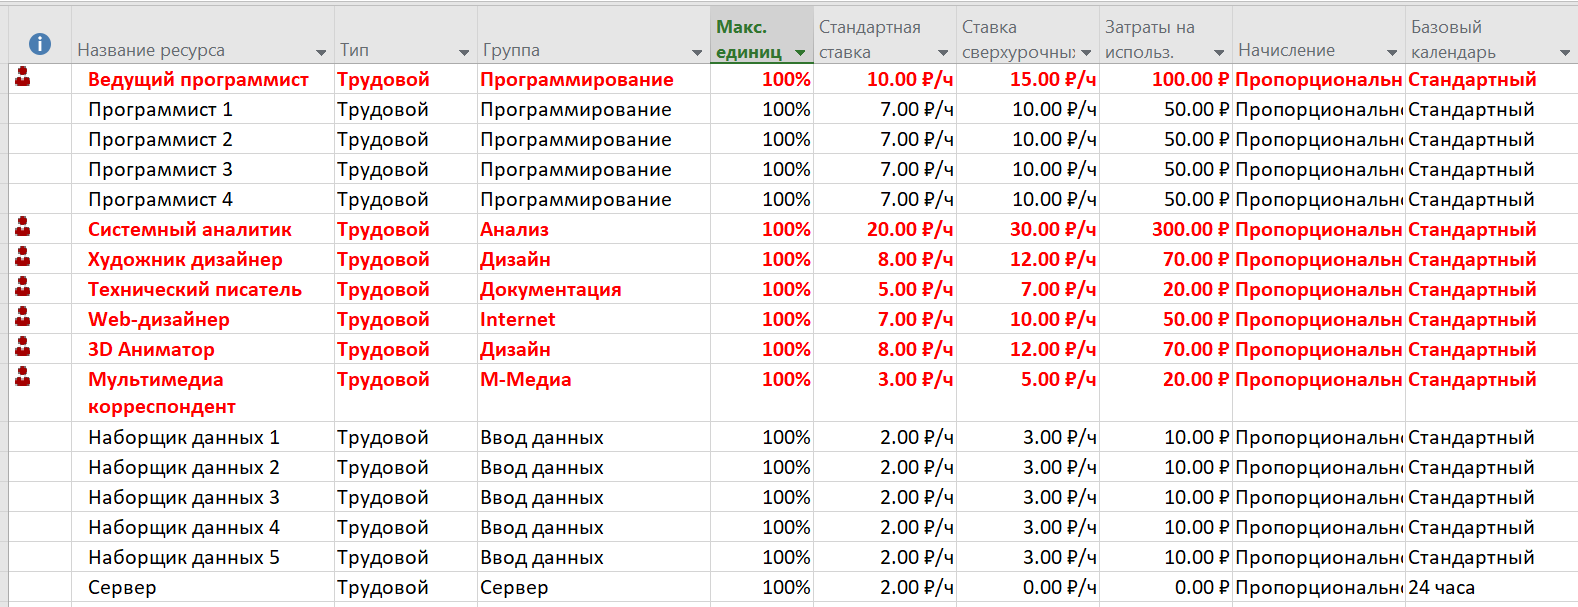 Название ресурса Тип Группа Макс. единиц Стандартная ставка Ставка сверхурочных Затраты на использ. Начисление Базовый календарь
Ведущий программист Трудовой Программирование 100% 10.00 ₽/ч 15.00 ₽/ч 100.00 ₽ Пропорциональн Стандартный
Программист 1 Трудовой Программирование 100% 7.00 ₽/ч 10.00 ₽/ч 50.00 ₽ Пропорционально Стандартный
Программист 2 Трудовой Программирование 100% 7.00 ₽/ч 10.00 ₽/ч 50.00 ₽ Пропорционально Стандартный
Программист 3 Трудовой Программирование 100% 7.00 ₽/ч 10.00 ₽/ч 50.00 ₽ Пропорционально Стандартный
Программист 4 Трудовой Программирование 100% 7.00 ₽/ч 10.00 ₽/ч 50.00 ₽ Пропорционально Стандартный
Системный аналитик Трудовой Анализ 100% 20.00 ₽/ч 30.00 ₽/ч 300.00 ₽ Пропорциональн Стандартный
Художник дизайнер Трудовой Дизайн 100% 8.00 ₽/ч 12.00 ₽/ч 70.00 ₽ Пропорциональн Стандартный
Технический писатель Трудовой Документация 100% 5.00 ₽/ч 7.00 ₽/ч 20.00 ₽ Пропорциональн Стандартный
Web-дизайнер Трудовой Internet 100% 7.00 ₽/ч 10.00 ₽/ч 50.00 ₽ Пропорциональн Стандартный
3D Аниматор Трудовой Дизайн 100% 8.00 ₽/ч 12.00 ₽/ч 70.00 ₽ Пропорциональн Стандартный
Мультимедиа Трудовой М-Медиа 100% 3.00 ₽/ч 5.00 ₽/ч 20.00 ₽ Пропорциональн Стандартный
корреспондент
Наборщик данных 1 Трудовой Ввод данных 100% 2.00 ₽/ч 3.00 ₽/ч 10.00 ₽ Пропорционально Стандартный
Наборщик данных 2 Трудовой Ввод данных 100% 2.00 ₽/ч 3.00 ₽/ч 10.00 ₽ Пропорционально Стандартный
Наборщик данных 3 Трудовой Ввод данных 100% 2.00 ₽/ч 3.00 ₽/ч 10.00 ₽ Пропорционально Стандартный
Наборщик данных 4 Трудовой Ввод данных 100% 2.00 ₽/ч 3.00 ₽/ч 10.00 ₽ Пропорционально Стандартный
Наборщик данных 5 Трудовой Ввод данных 100% 2.00 ₽/ч 3.00 ₽/ч 10.00 ₽ Пропорционально Стандартный
Сервер Трудовой Сервер 100% 2.00 ₽/ч 0.00 ₽/ч 0.00 ₽ Пропорционально 24 часа